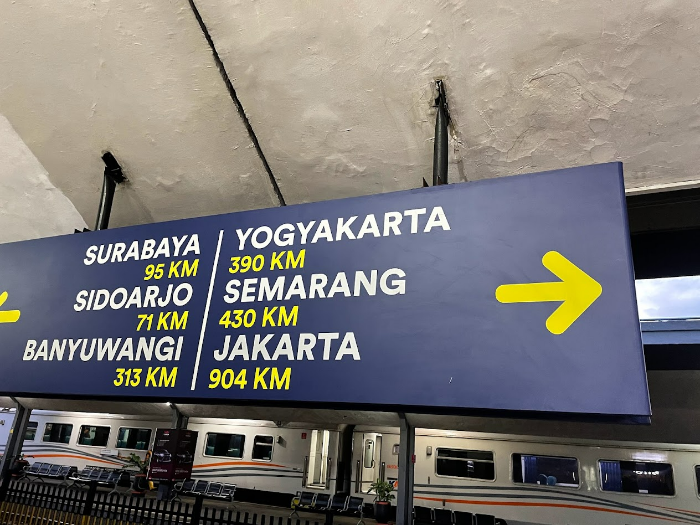 SURABAYA
95 KM
SIDOARJO
71 KM
BANYUWANGI
313 KM
YOGYAKARTA
390 KM
SEMARANG
430 KM
JAKARTA
904 KM